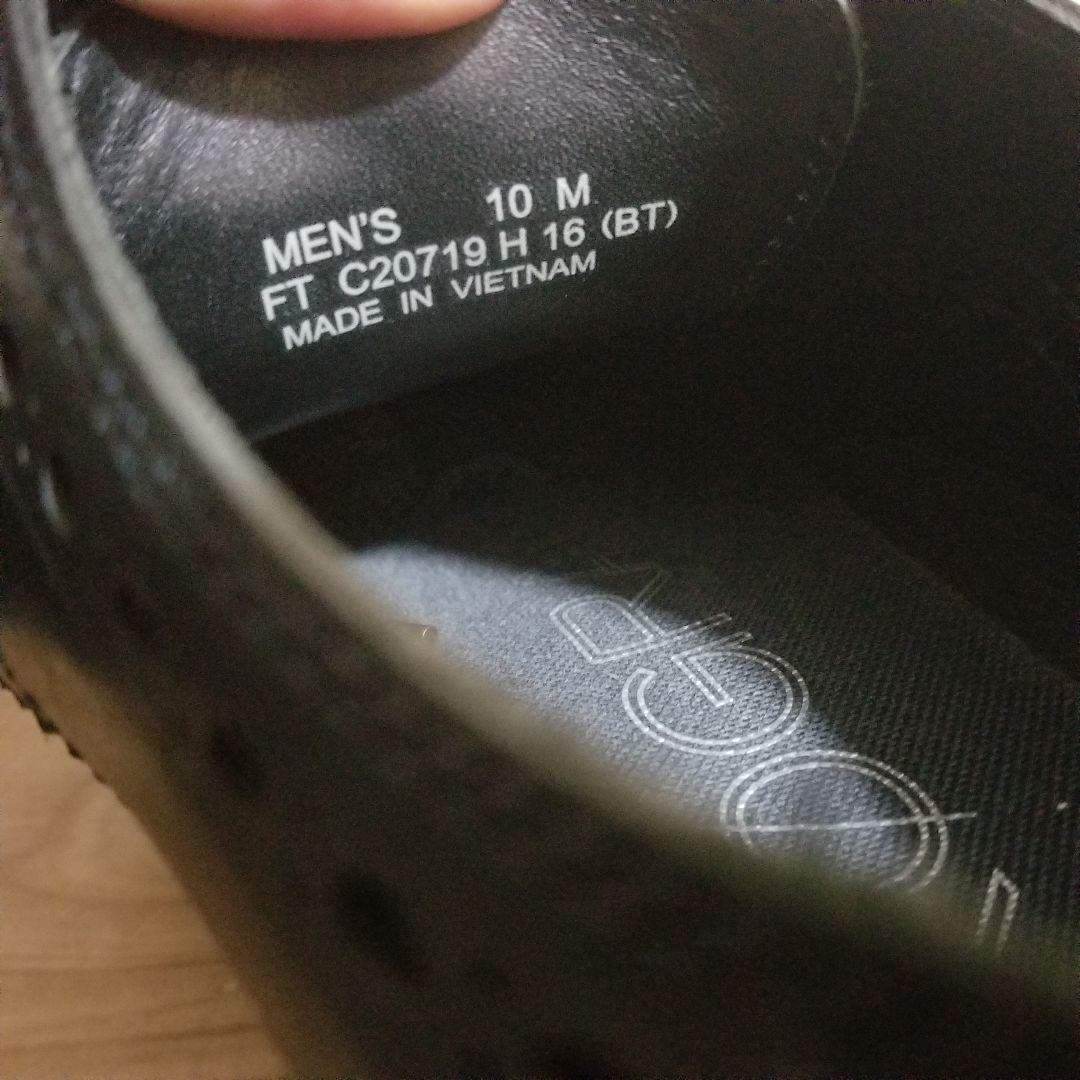 MEN'S 10 M
FT C20719 H 16 (BT)
MADE IN VIETNAM